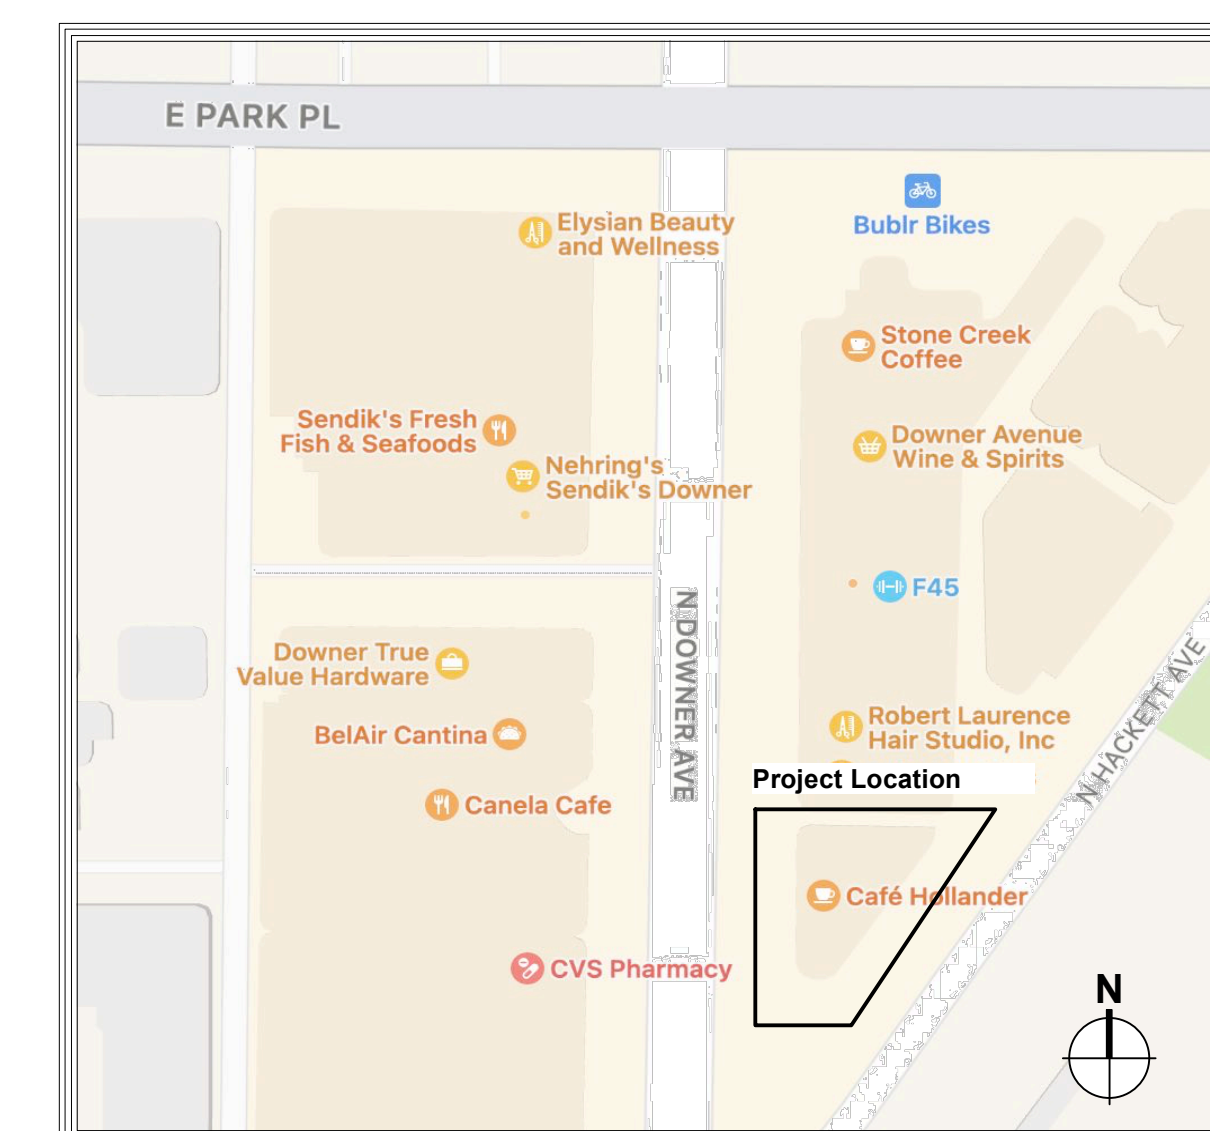 E PARK PL
Bublr Bikes
Elysian Beauty
and Wellness
Stone Creek
Coffee
Sendik's Fresh
Fish & Seafoods
Downer Avenue
Wine & Spirits
Nehring's
Sendik's Downer
F45
N DOWNER AVE
Downer True
Value Hardware
N HACKETT AVE
BelAir Cantina
Robert Laurence
Hair Studio, Inc
Project Location
Canela Cafe
Café Hollander
CVS Pharmacy
N